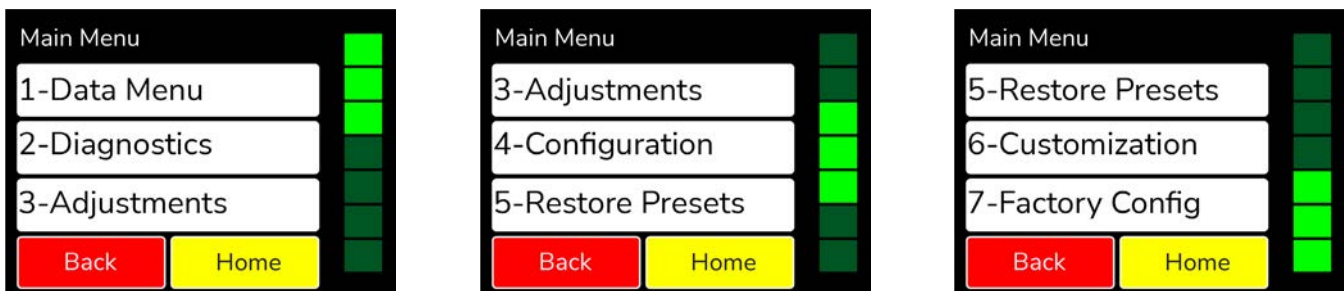 Main Menu
1-Data Menu
2-Diagnostics
3-Adjustments
Back Home
Main Menu
3-Adjustments
4-Configuration
5-Restore Presets
Back Home
Main Menu
5-Restore Presets
6-Customization
7-Factory Config
Back Home